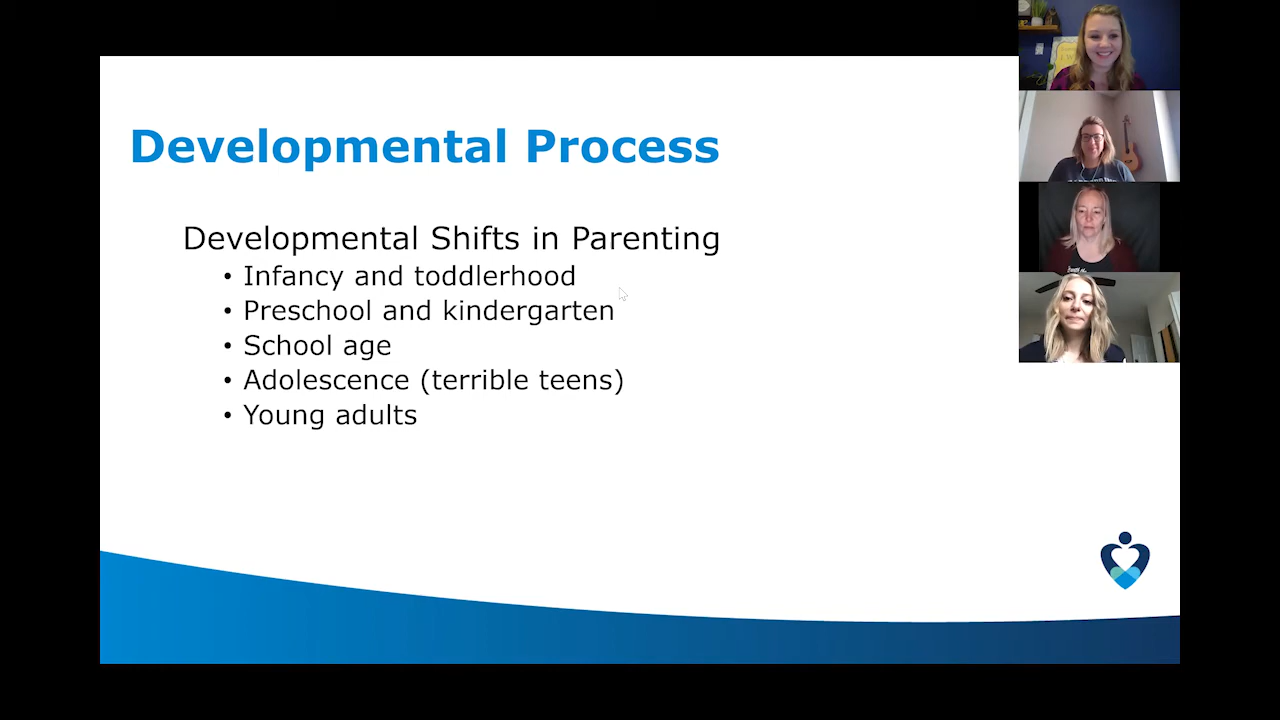 Developmental Process
Developmental Shifts in Parenting
• Infancy and toddlerhood
• Preschool and kindergarten
• School age
• Adolescence (terrible teens)
• Young adults